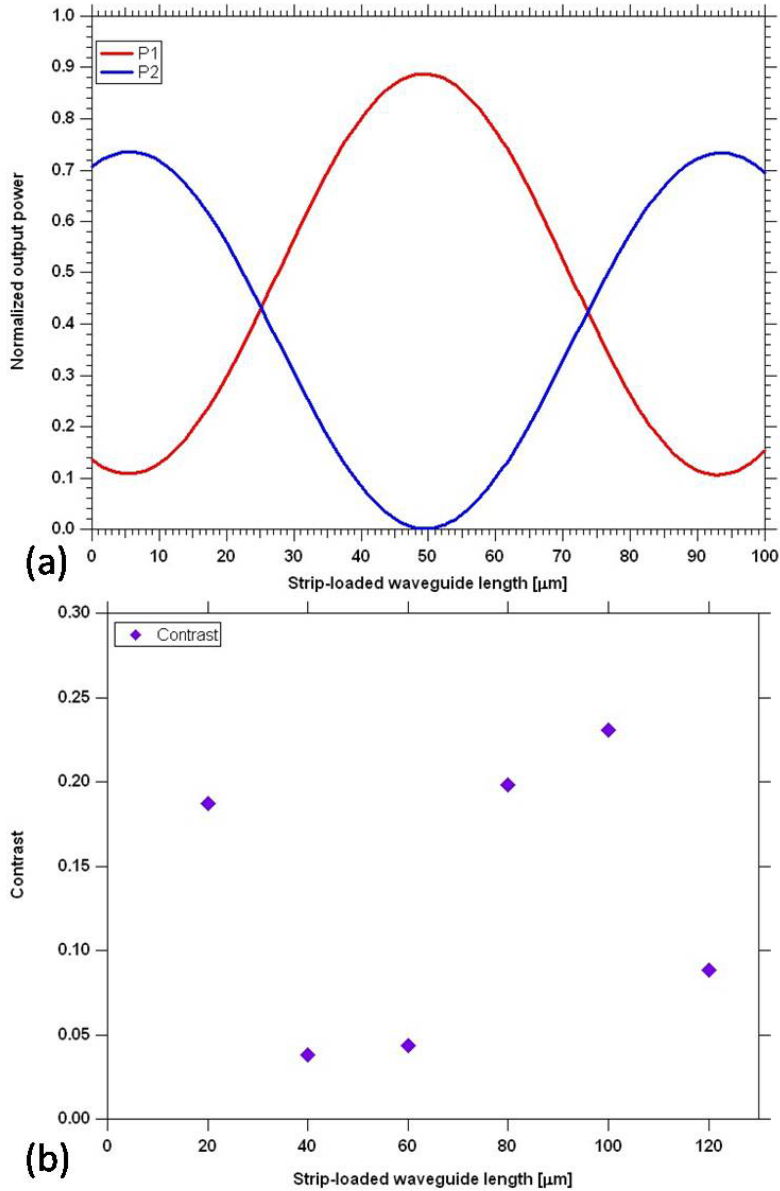 1.0
0.9
0.8
0.7
0.6
0.5
0.4
0.3
0.2
0.1
0.0
Normalized output power
P1
P2
0 10 20 30 40 50 60 70 80 90 100
Strip-loaded waveguide length [μm]
(a)
0.30
0.25
0.20
0.15
0.10
0.05
0.00
Contrast
Contrast
0 20 40 60 80 100 120
Strip-loaded waveguide length [μm]
(b)